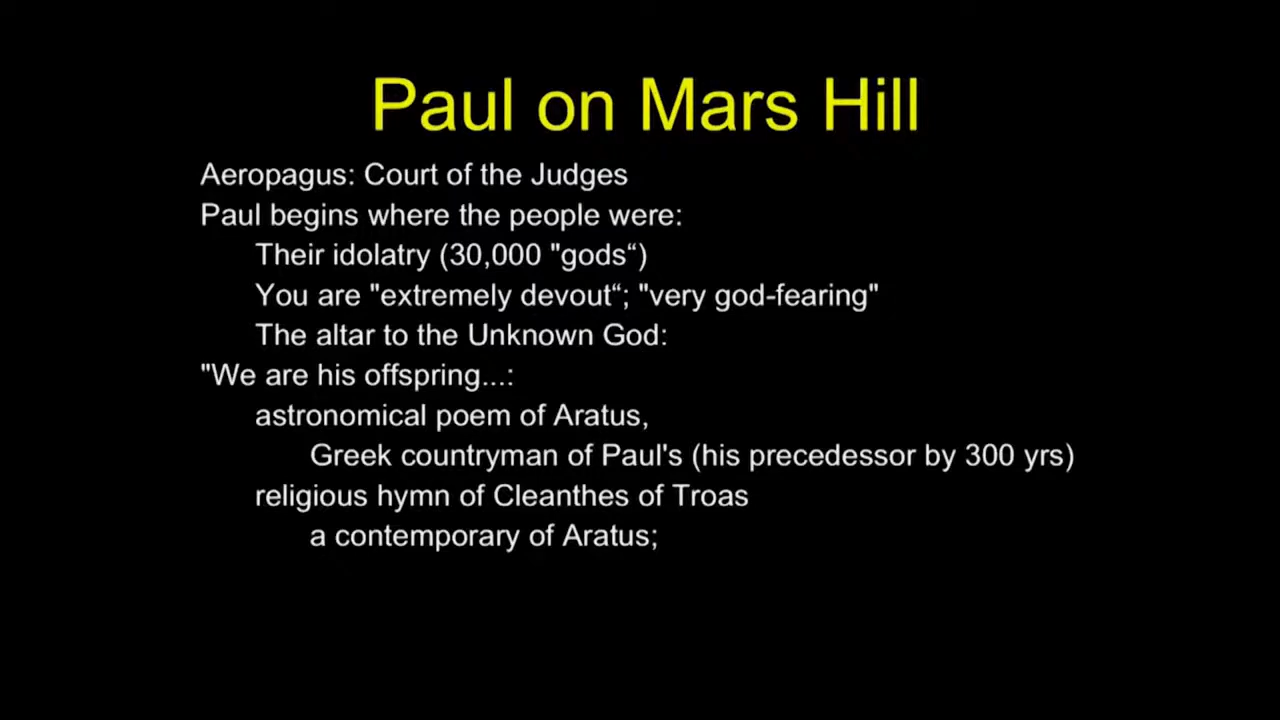 Paul on Mars Hill
Aeropagus: Court of the Judges
Paul begins where the people were:
Their idolatry (30,000 "gods“)
You are "extremely devout“; "very god-fearing"
The altar to the Unknown God:
"We are his offspring...:
astronomical poem of Aratus,
Greek countryman of Paul's (his precedessor by 300 yrs)
religious hymn of Cleanthes of Troas
a contemporary of Aratus;